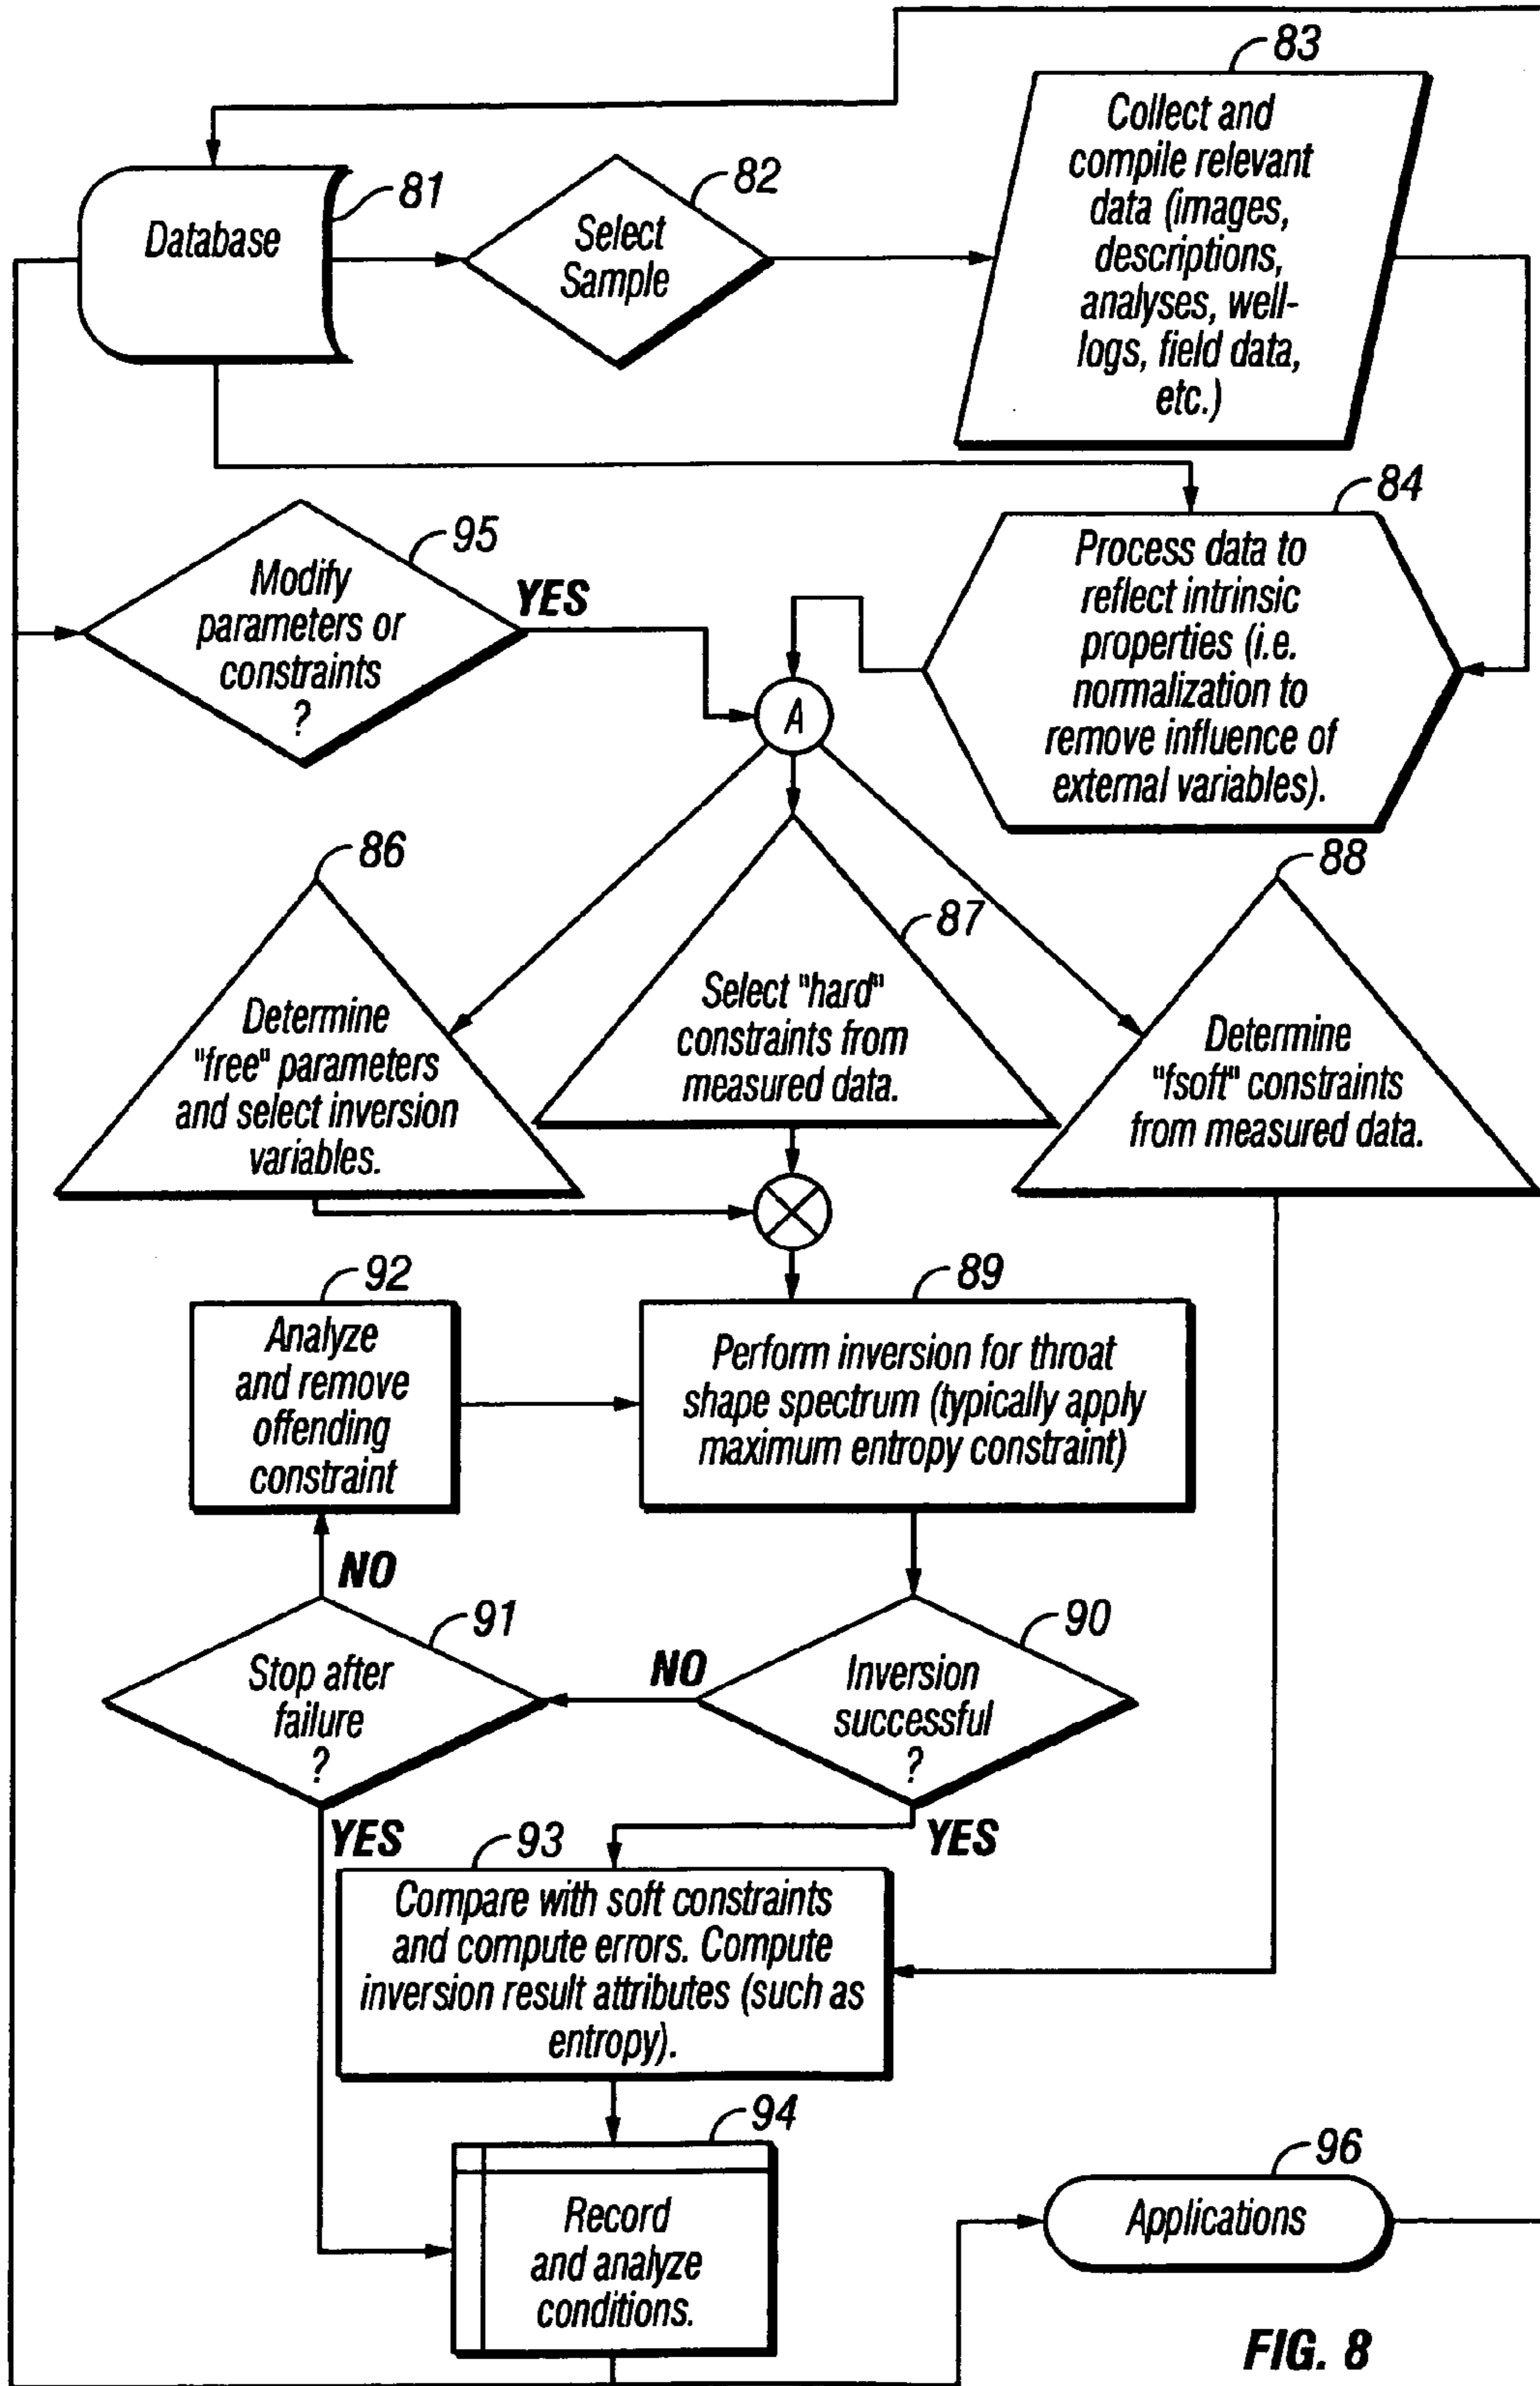 83
Collect and
compile relevant
data (images,
descriptions,
analyses, well-
logs, field data,
etc.)
81
Database
82
Select
Sample
84
Process data to
reflect intrinsic
properties (i.e.
normalization to
remove influence of
external variables).
95
Modify
parameters or
constraints
?
YES
A
86
Determine
"free" parameters
and select inversion
variables.
87
Select "hard"
constraints from
measured data.
88
Determine
"fsoft" constraints
from measured data.
92
Analyze
and remove
offending
constraint
89
Perform inversion for throat
shape spectrum (typically apply
maximum entropy constraint)
NO
91
Stop after
failure
?
NO
90
Inversion
successful
?
YES
YES
93
Compare with soft constraints
and compute errors. Compute
inversion result attributes (such as
entropy).
94
Record
and analyze
conditions.
96
Applications
FIG. 8